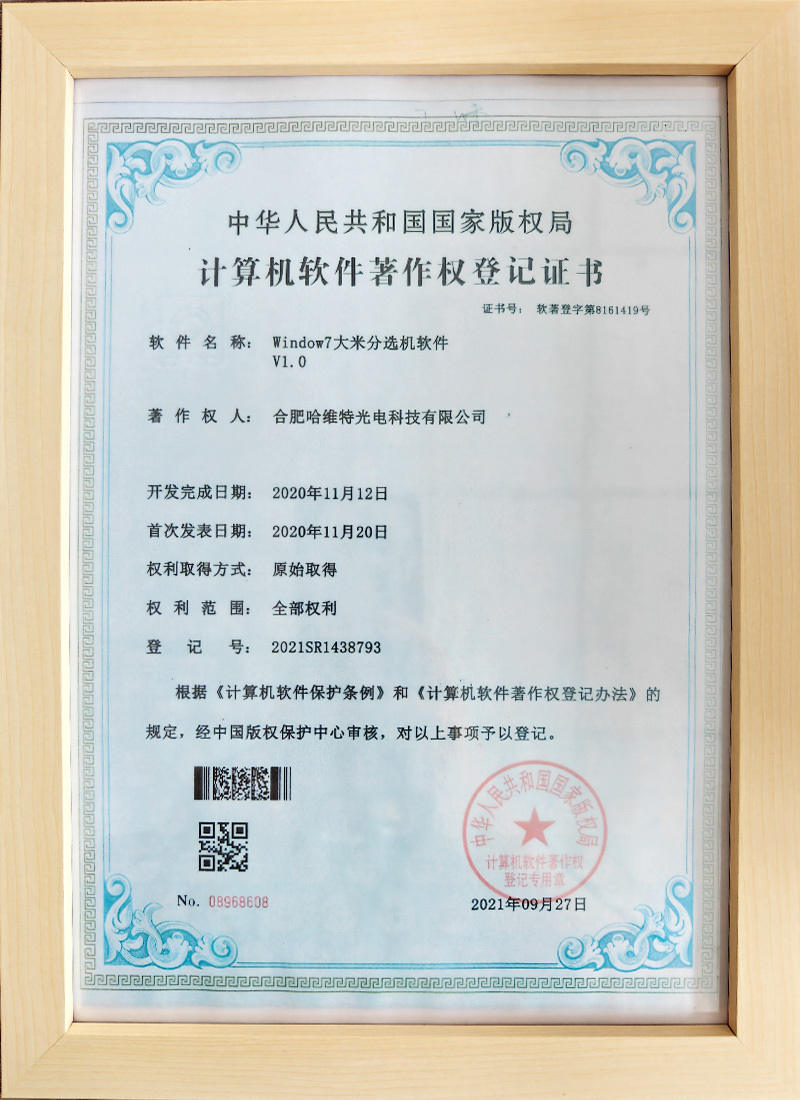 中华人民共和国国家版权局
计算机软件著作权登记证书
证书号： 软著登字第8161419号
软件名称： Window7大米分选机软件
V1.0
著作权人： 合肥哈维特光电科技有限公司
开发完成日期： 2020年11月12日
首次发表日期： 2020年11月20日
权利取得方式： 原始取得
权利范围： 全部权利
登记号： 2021SR1438793
根据《计算机软件保护条例》和《计算机软件著作权登记办法》的
规定，经中国版权保护中心审核，对以上事项予以登记。
中华人民共和国国家版权局
计算机软件著作权
登记专用章
No. 08968608
2021年09月27日